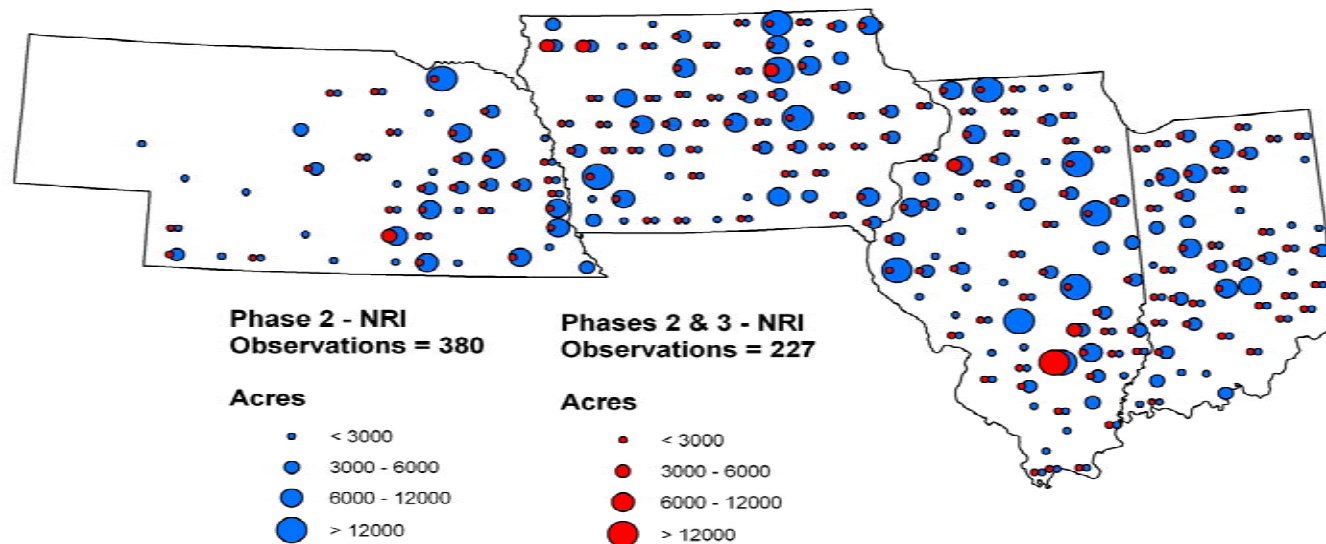 Phase 2 - NRI
Observations = 380
Acres
< 3000
3000 - 6000
6000 - 12000
> 12000
Phases 2 & 3 - NRI
Observations = 227
Acres
< 3000
3000 - 6000
6000 - 12000
> 12000